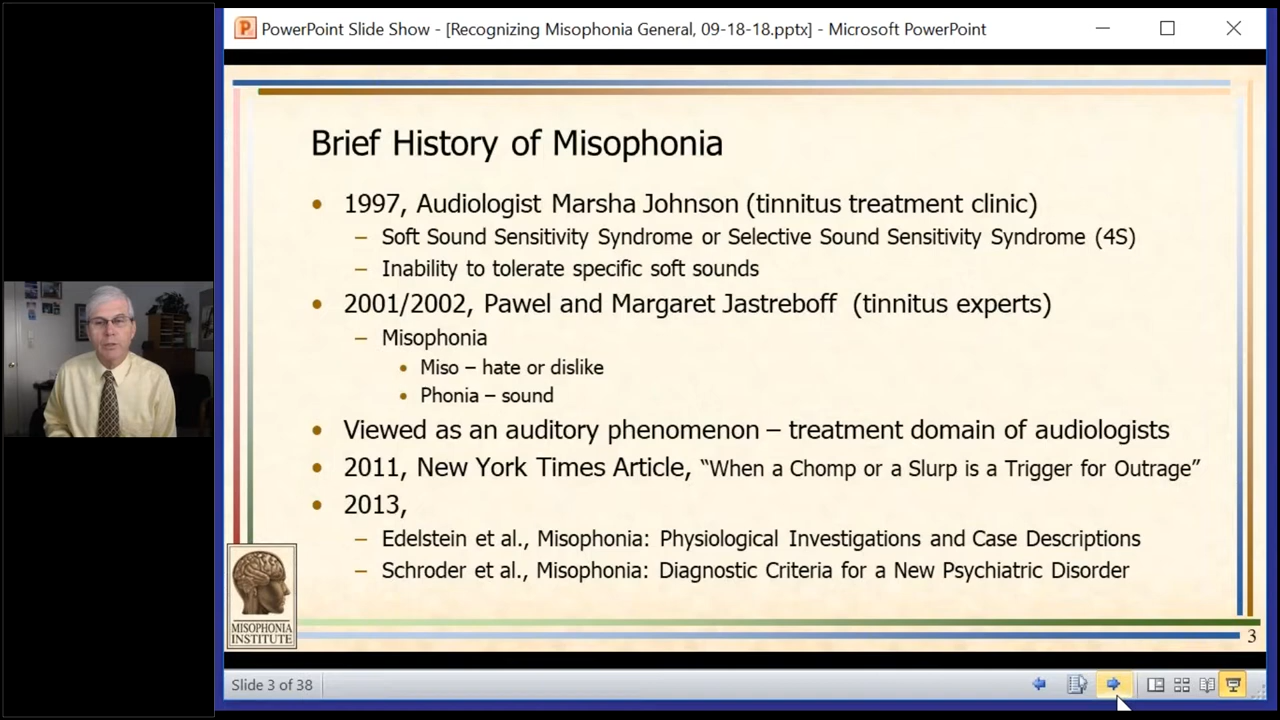 PowerPoint Slide Show - [Recognizing Misophonia General, 09-18-18.pptx] - Microsoft PowerPoint
Brief History of Misophonia
• 1997, Audiologist Marsha Johnson (tinnitus treatment clinic)
– Soft Sound Sensitivity Syndrome or Selective Sound Sensitivity Syndrome (4S)
– Inability to tolerate specific soft sounds
• 2001/2002, Pawel and Margaret Jastreboff (tinnitus experts)
– Misophonia
• Miso – hate or dislike
• Phonia – sound
• Viewed as an auditory phenomenon – treatment domain of audiologists
• 2011, New York Times Article, “When a Chomp or a Slurp is a Trigger for Outrage”
• 2013,
– Edelstein et al., Misophonia: Physiological Investigations and Case Descriptions
– Schroder et al., Misophonia: Diagnostic Criteria for a New Psychiatric Disorder
MISOPHONIA
INSTITUTE
3
Slide 3 of 38